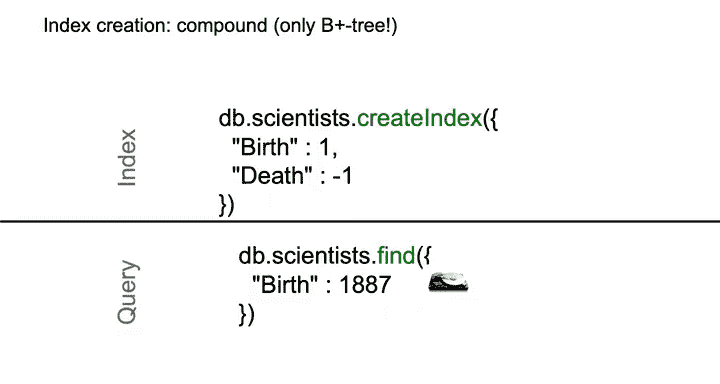 Index creation: compound (only B+-tree!)
Index
db.scientists.createIndex({
"Birth" : 1,
"Death" : -1
})
Query
db.scientists.find({
"Birth" : 1887
})